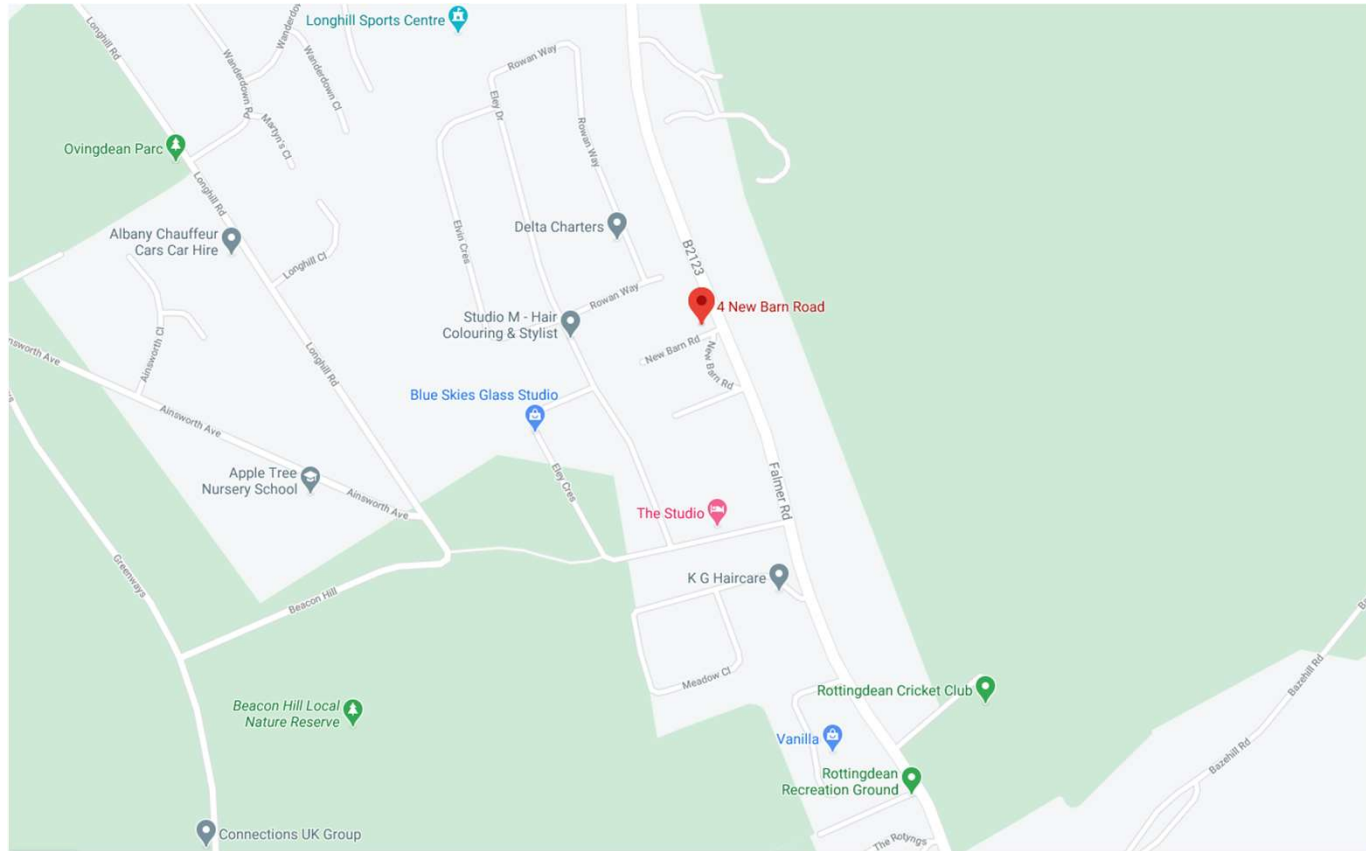 Longhill Rd
Wanderdown Rd
Wanderdown Cl
Longhill Sports Centre
Rowan Way
Eley Dr
Martyn's Cl
Ovingdean Parc
Rowan Way
Longhill Rd
Albany Chauffeur
Cars Car Hire
Elvin Cres
Delta Charters
B2123
Longhill Cl
Rowan Way
4 New Barn Road
Studio M - Hair
Colouring & Stylist
New Barn Rd
New Barn Rd
Ainsworth Cl
nsworth Ave
Longhill Rd
Blue Skies Glass Studio
Ainsworth Ave
Apple Tree
Nursery School
Ainsworth Ave
Eley Cres
Falmer Rd
The Studio
Greenways
K G Haircare
Beacon Hill
Meadow Cl
Bazehill Rd
Rottingdean Cricket Club
Beacon Hill Local
Nature Reserve
Vanilla
Bazehill Rd
Rottingdean
Recreation Ground
Connections UK Group
The Rotyngs